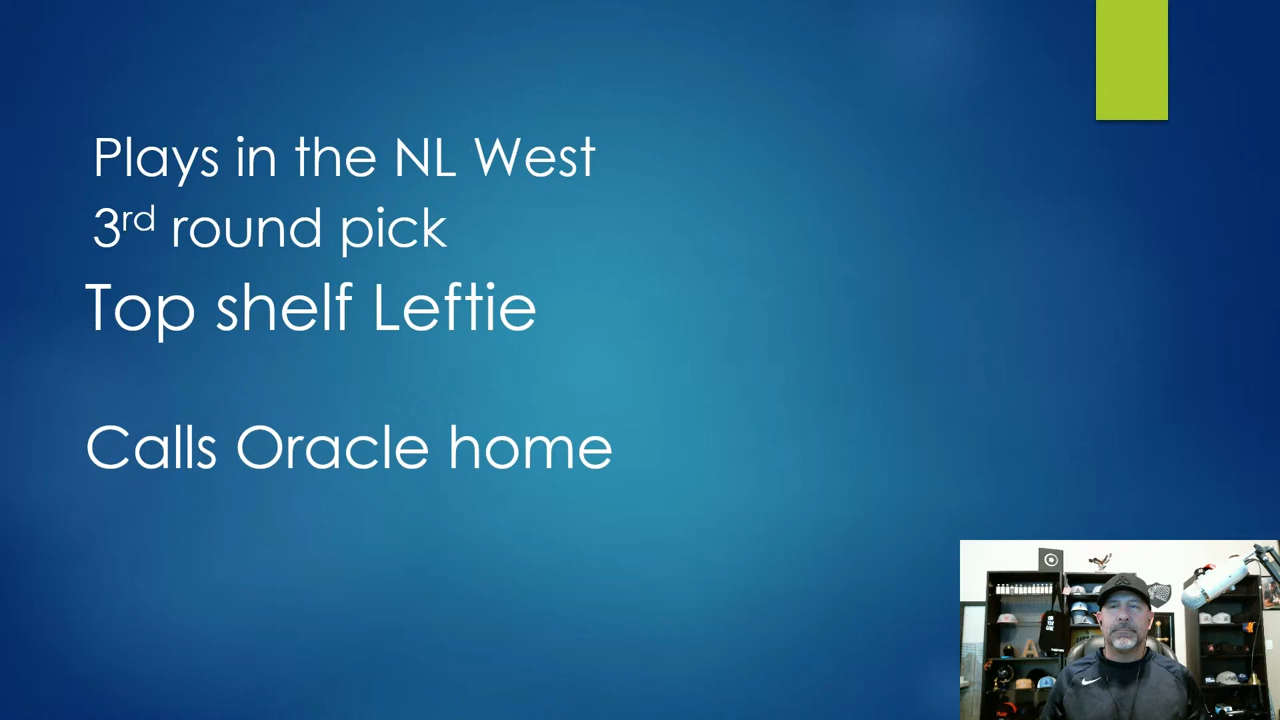 Plays in the NL West
3rd round pick
Top shelf Leftie
Calls Oracle home